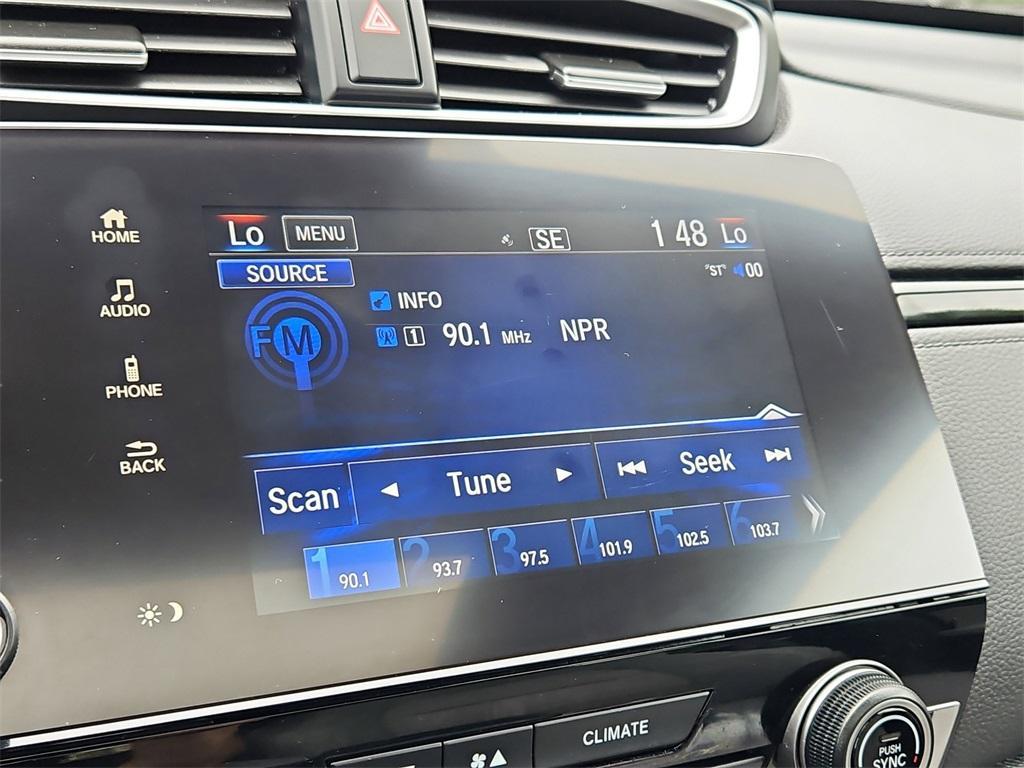 Lo MENU SE 1 48 Lo
SOURCE "ST" 00
FM
INFO
1 90.1 MHz NPR
HOME
AUDIO
PHONE
BACK
Scan Tune Seek
1 90.1 2 93.7 3 97.5 4 101.9 5 102.5 6 103.7
CLIMATE
PUSH
SYNC